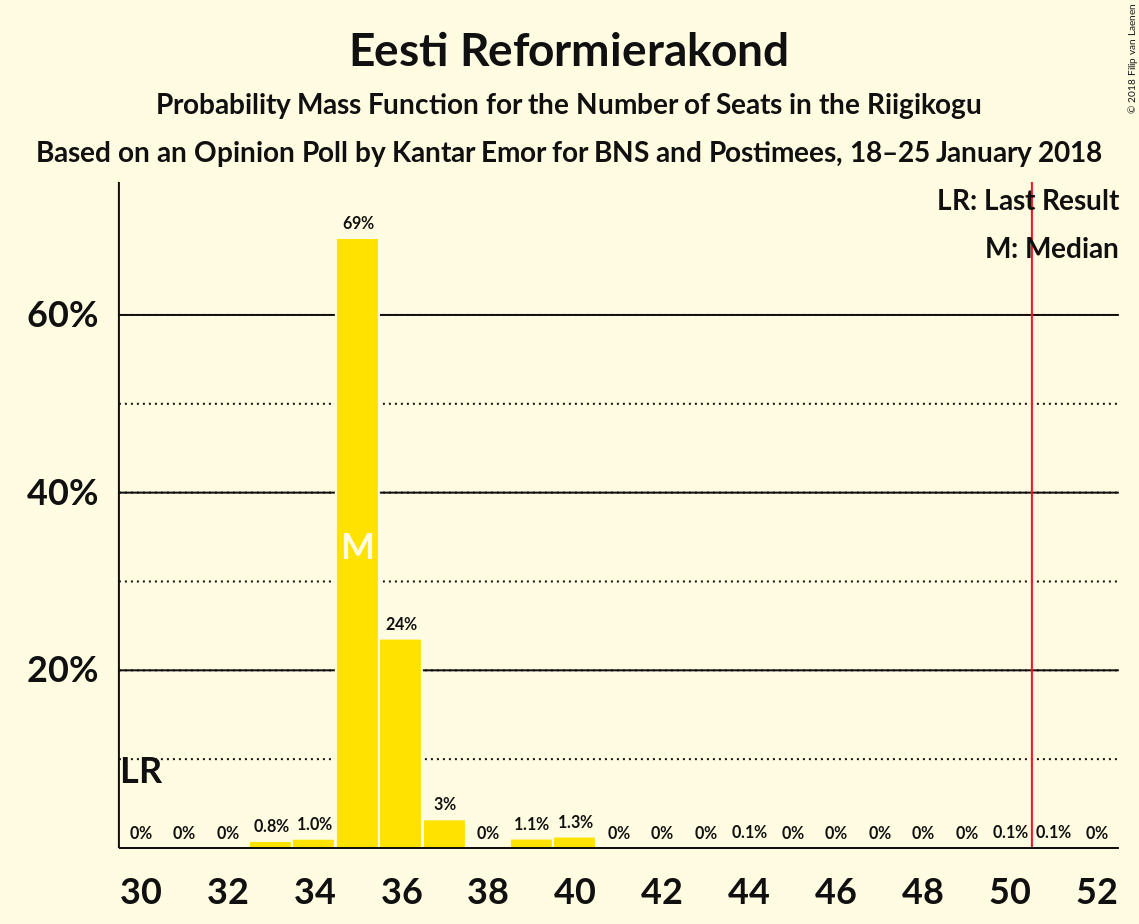 Eesti Reformierakond
Probability Mass Function for the Number of Seats in the Riigikogu
Based on an Opinion Poll by Kantar Emor for BNS and Postimees, 18–25 January 2018
© 2018 Filip van Laenen
LR: Last Result
M: Median
60%
40%
20%
LR
M
0% 0% 0% 0.8% 1.0% 69% 24% 3% 0% 1.1% 1.3% 0% 0% 0% 0.1% 0% 0% 0% 0% 0% 0.1% 0.1% 0%
30 32 34 36 38 40 42 44 46 48 50 52